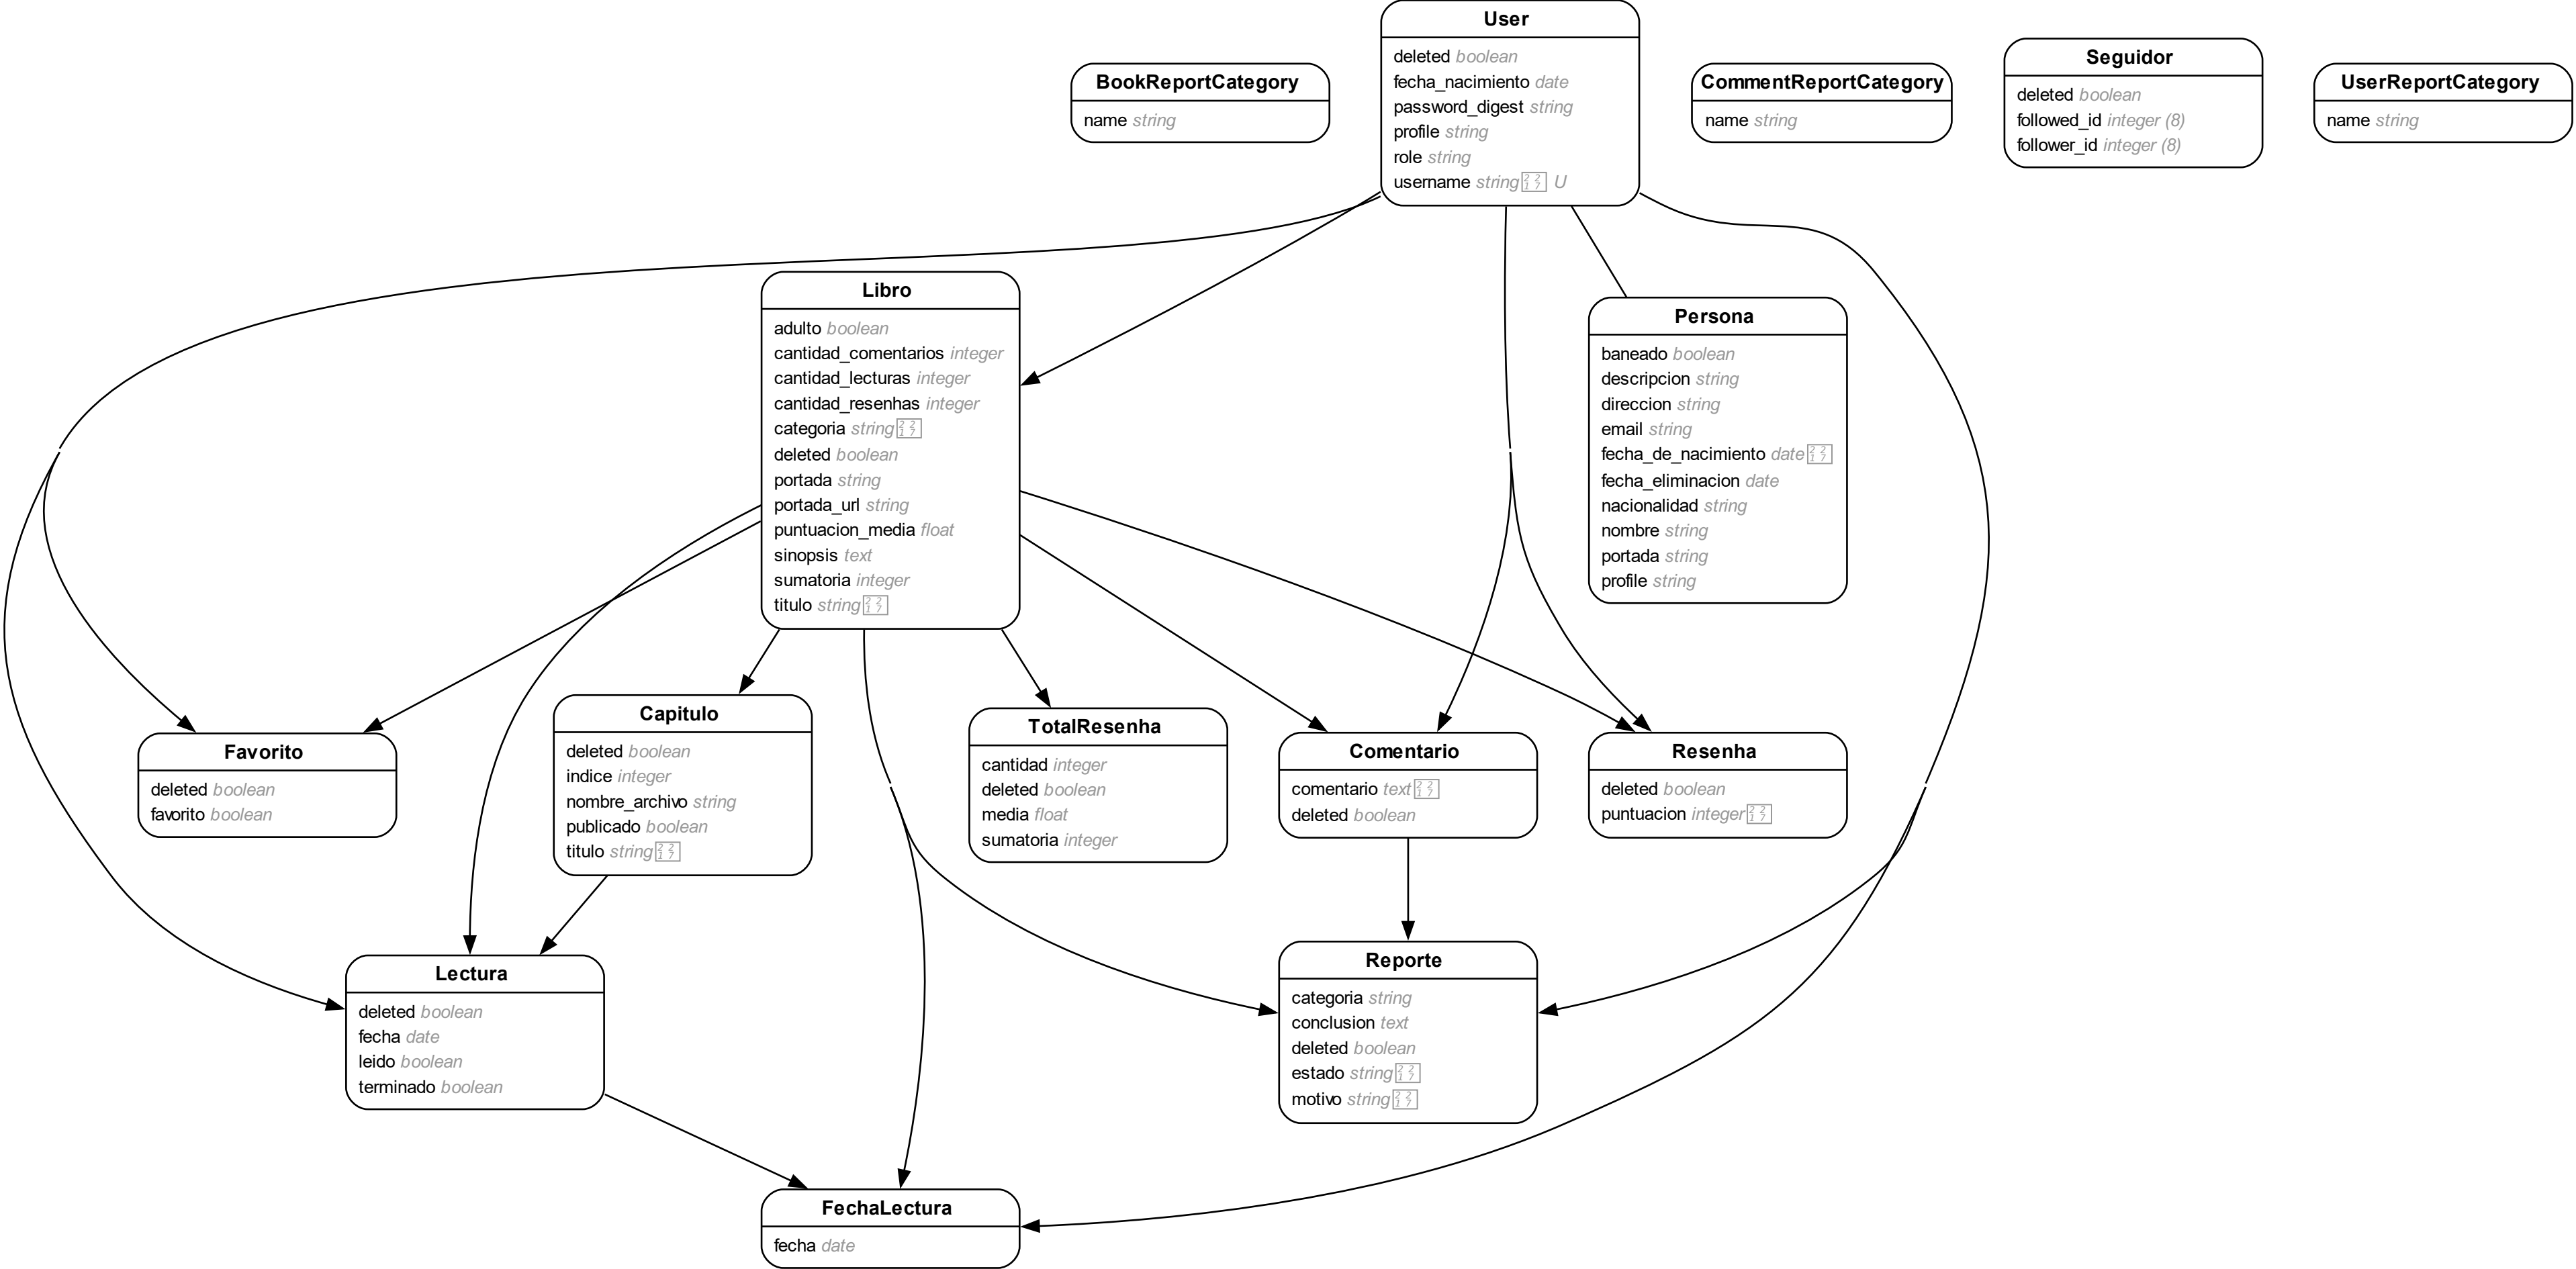 User
deleted boolean
fecha_nacimiento date
password_digest string
profile string
role string
username string U
BookReportCategory
name string
CommentReportCategory
name string
Seguidor
deleted boolean
followed_id integer (8)
follower_id integer (8)
UserReportCategory
name string
Libro
adulto boolean
cantidad_comentarios integer
cantidad_lecturas integer
cantidad_resenhas integer
categoria string
deleted boolean
portada string
portada_url string
puntuacion_media float
sinopsis text
sumatoria integer
titulo string
Persona
baneado boolean
descripcion string
direccion string
email string
fecha_de_nacimiento date
fecha_eliminacion date
nacionalidad string
nombre string
portada string
profile string
Favorito
deleted boolean
favorito boolean
Capitulo
deleted boolean
indice integer
nombre_archivo string
publicado boolean
titulo string
TotalResenha
cantidad integer
deleted boolean
media float
sumatoria integer
Comentario
comentario text
deleted boolean
Resenha
deleted boolean
puntuacion integer
Lectura
deleted boolean
fecha date
leido boolean
terminado boolean
Reporte
categoria string
conclusion text
deleted boolean
estado string
motivo string
FechaLectura
fecha date